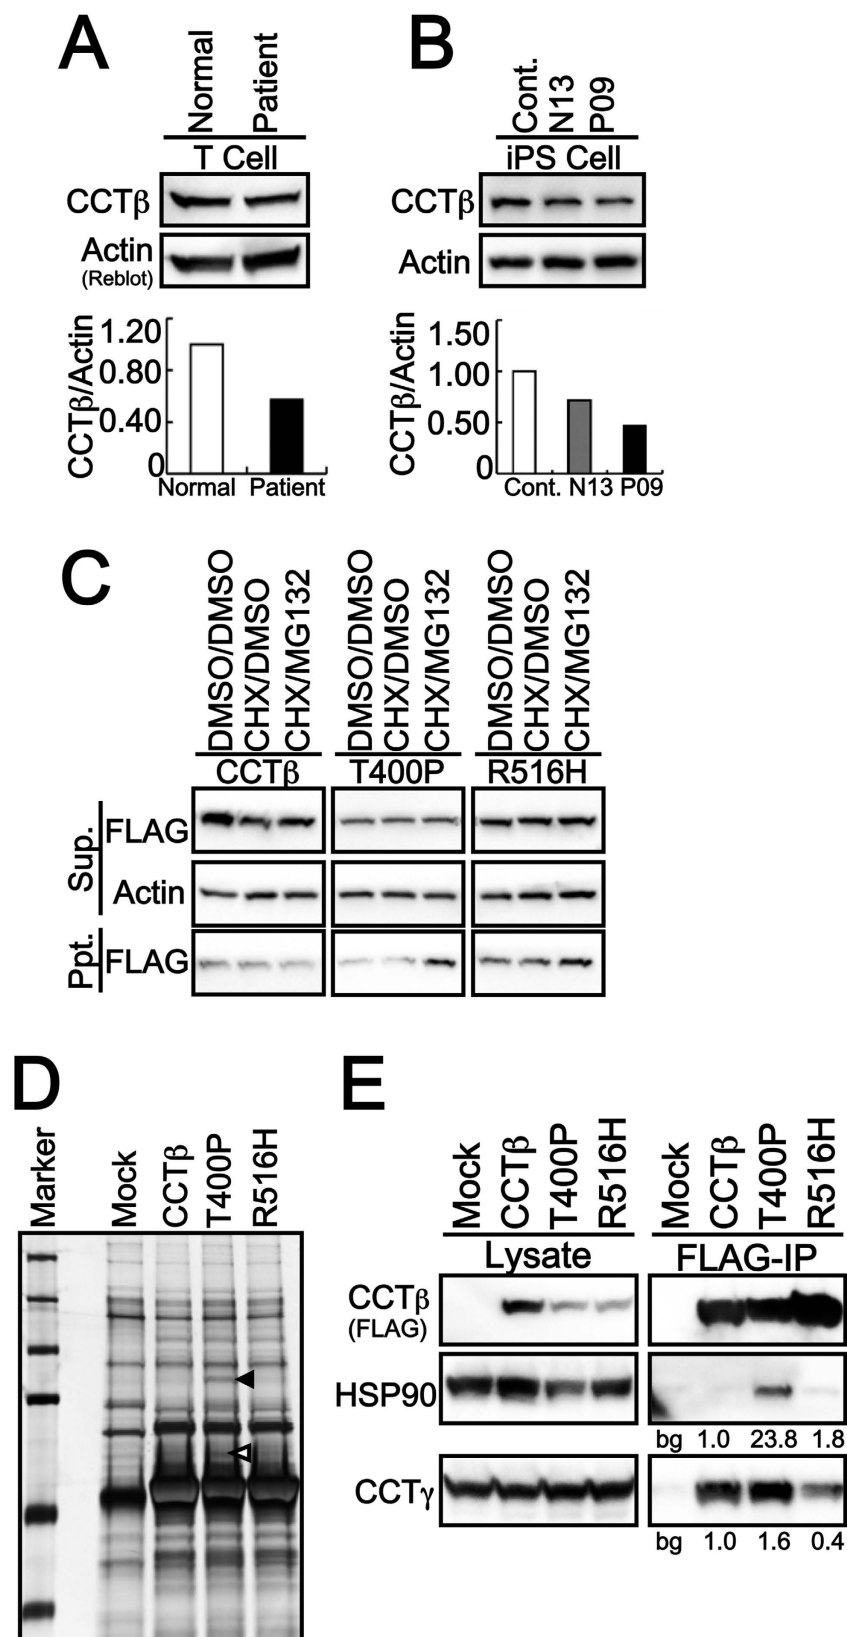 A
Normal
Patient
T Cell
CCTβ
Actin
(Reblot)
CCTβ/Actin
1.20
0.80
0.40
0
Normal Patient
B
Cont.
N13
P09
iPS Cell
CCTβ
Actin
CCTβ/Actin
1.50
1.00
0.50
0
Cont. N13 P09
C
DMSO/DMSO
CHX/DMSO
CHX/MG132
DMSO/DMSO
CHX/DMSO
CHX/MG132
DMSO/DMSO
CHX/DMSO
CHX/MG132
CCTβ T400P R516H
Sup.
FLAG
Actin
Ppt.
FLAG
D
Marker
Mock
CCTβ
T400P
R516H
E
Mock
CCTβ
T400P
R516H
Mock
CCTβ
T400P
R516H
Lysate FLAG-IP
CCTβ
(FLAG)
HSP90
bg 1.0 23.8 1.8
CCTγ
bg 1.0 1.6 0.4